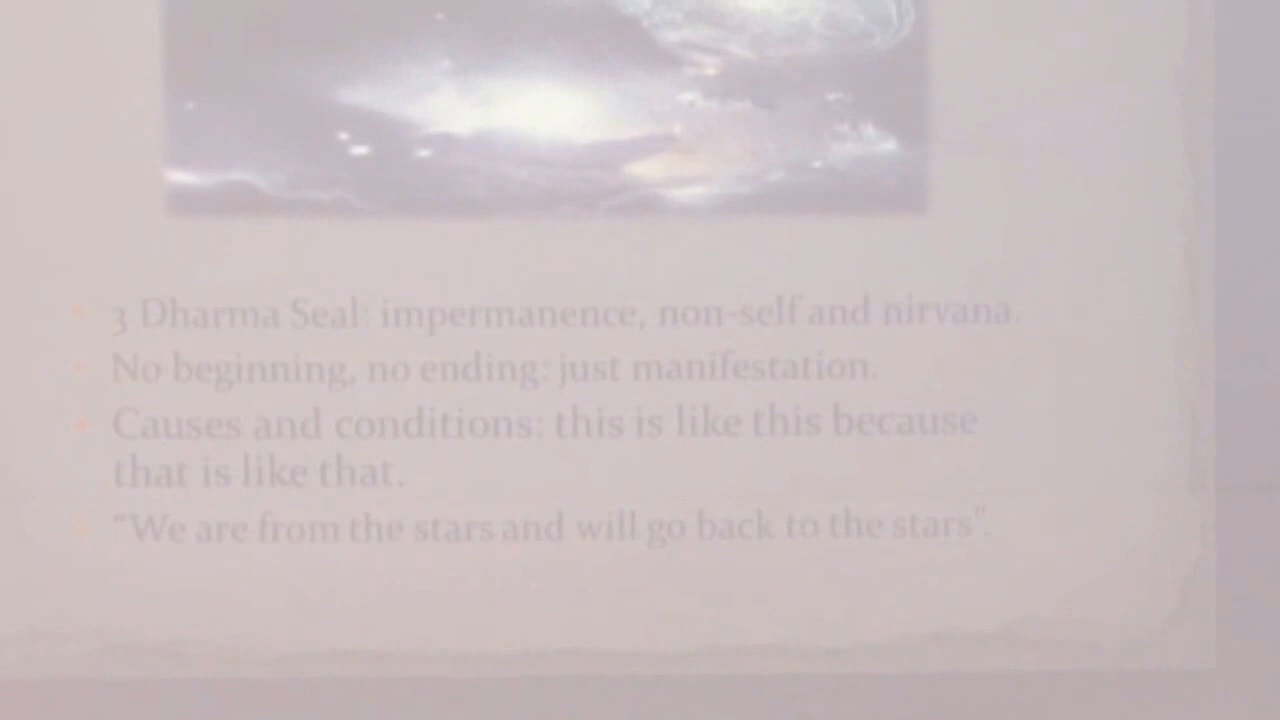 3 Dharma Seal: impermanence, non-self and nirvana.
No beginning, no ending: just manifestation.
Causes and conditions: this is like this because
that is like that.
“We are from the stars and will go back to the stars”.